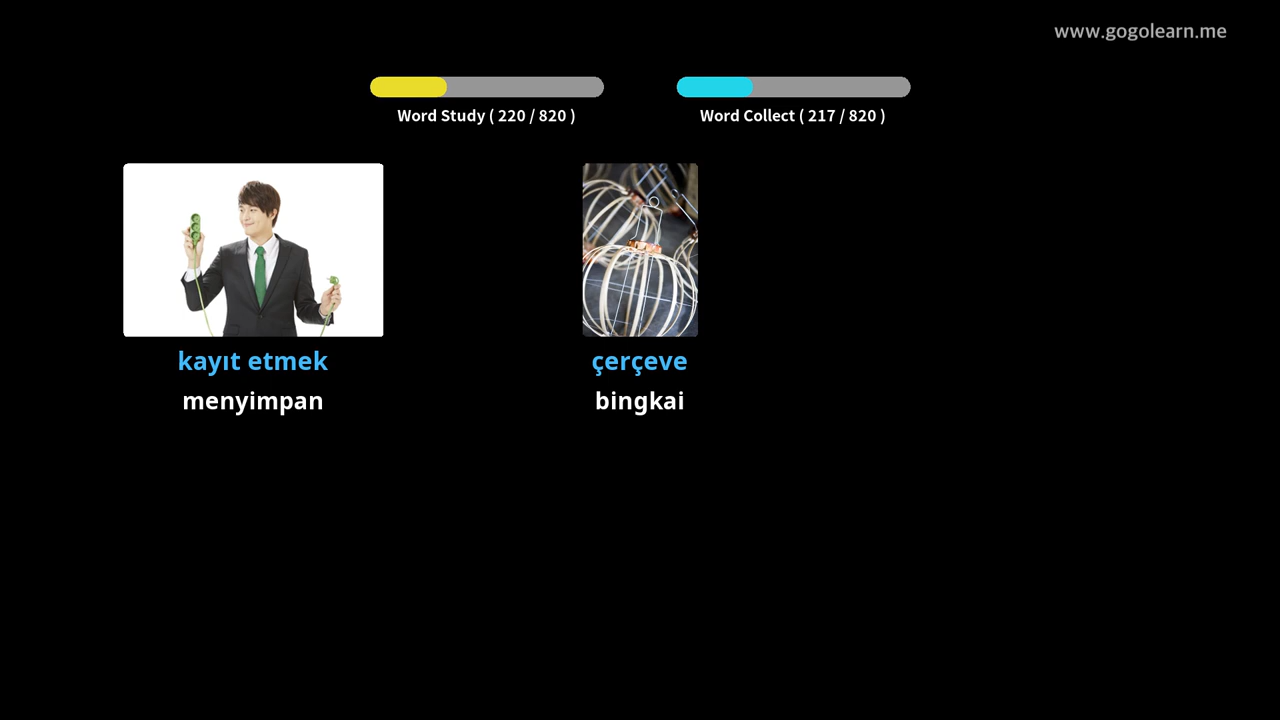 www.gogolearn.me
Word Study ( 220 / 820 )
Word Collect ( 217 / 820 )
kayıt etmek
menyimpan
çerçeve
bingkai